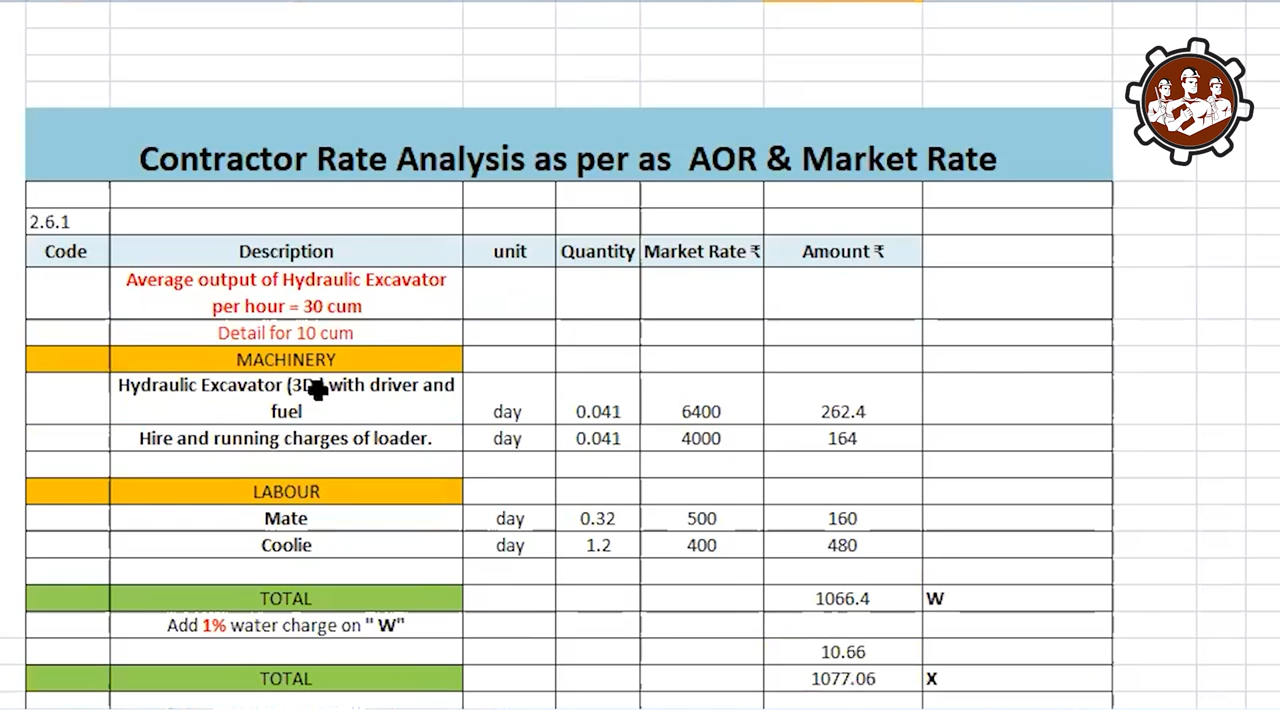 Contractor Rate Analysis as per as AOR & Market Rate
2.6.1
Code Description unit Quantity Market Rate ₹ Amount ₹
Average output of Hydraulic Excavator
per hour = 30 cum
Detail for 10 cum
MACHINERY
Hydraulic Excavator with driver and
fuel day 0.041 6400 262.4
Hire and running charges of loader. day 0.041 4000 164
LABOUR
Mate day 0.32 500 160
Coolie day 1.2 400 480
TOTAL 1066.4 W
Add 1% water charge on " W"
10.66
TOTAL 1077.06 X